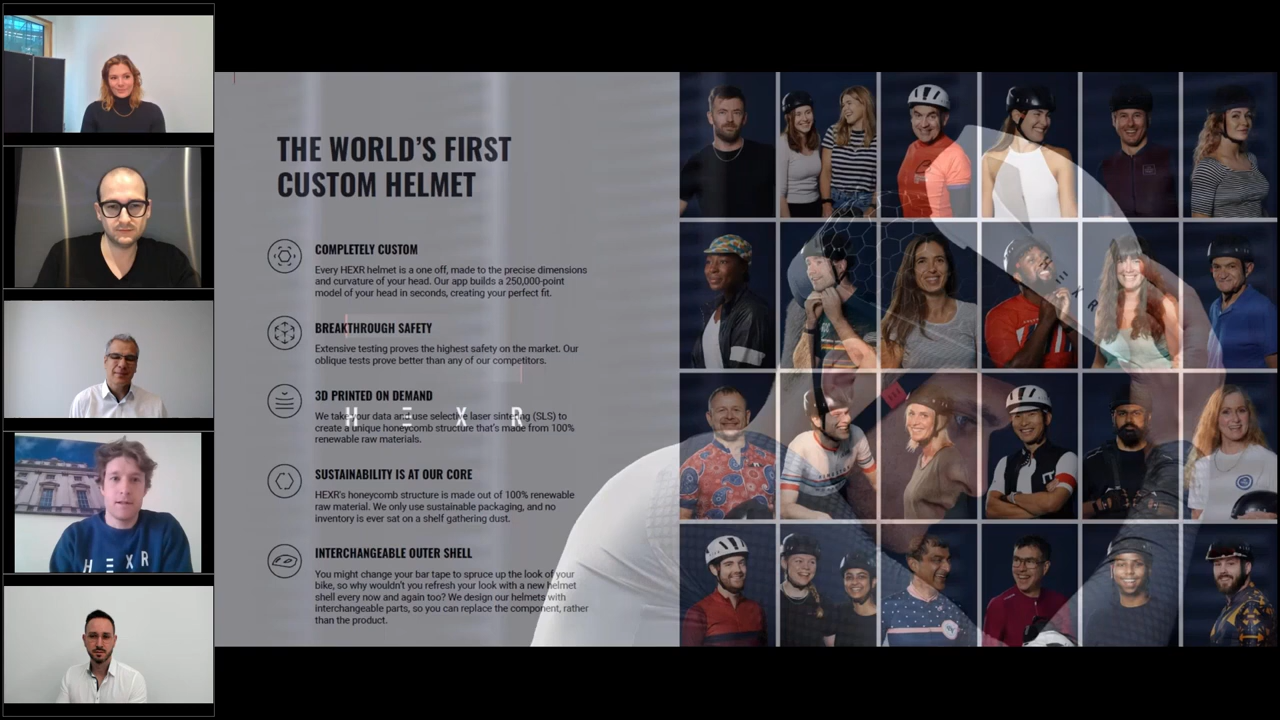 THE WORLD'S FIRST
CUSTOM HELMET
COMPLETELY CUSTOM
Every HEXR helmet is a one off, made to the precise dimensions
and curvature of your head. Our app builds a 250,000-point
model of your head in seconds, creating your perfect fit.
BREAKTHROUGH SAFETY
Extensive testing proves the highest safety on the market. Our
oblique tests prove better than any of our competitors.
3D PRINTED ON DEMAND
We take your data and use selective laser sintering (SLS) to
create a unique honeycomb structure that's made from 100%
renewable raw materials.
HΞXR
SUSTAINABILITY IS AT OUR CORE
HEXR's honeycomb structure is made out of 100% renewable
raw material. We only use sustainable packaging, and no
inventory is ever sat on a shelf gathering dust.
INTERCHANGEABLE OUTER SHELL
You might change your bar tape to spruce up the look of your
bike, so why wouldn't you refresh your look with a new helmet
shell every now and again too? We design our helmets with
interchangeable parts, so you can replace the component, rather
than the product.
HΞXR